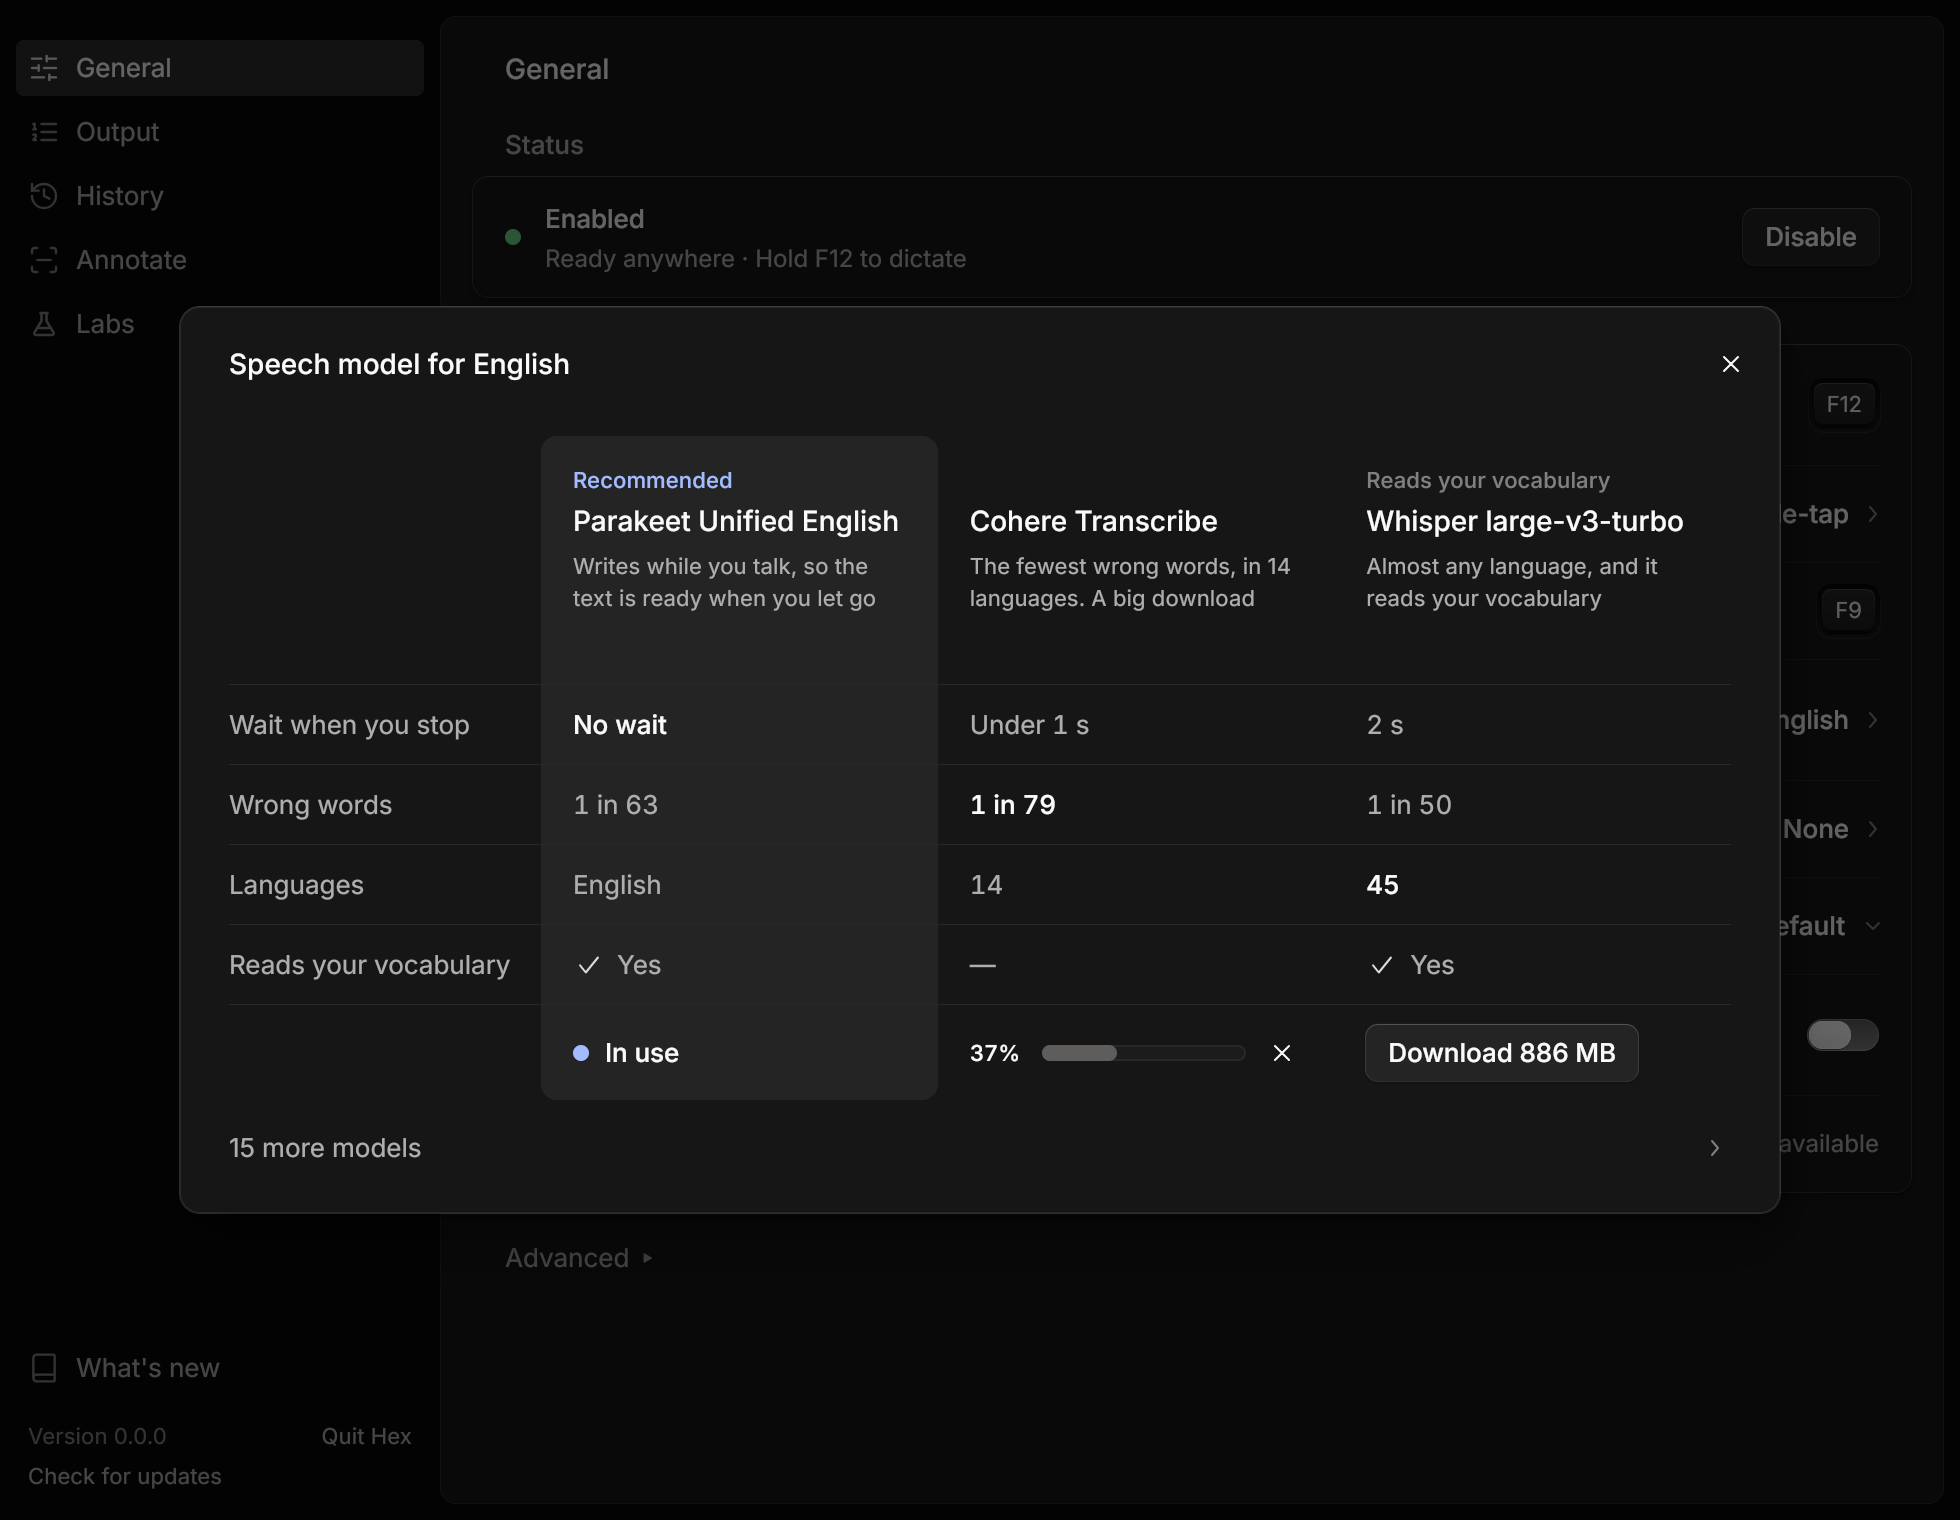 General
Output
History
Annotate
Labs
General
Status
Enabled
Ready anywhere · Hold F12 to dictate
Disable
F12
e-tap
F9
nglish
None
efault
available
Speech model for English
Recommended
Parakeet Unified English
Writes while you talk, so the
text is ready when you let go
Cohere Transcribe
The fewest wrong words, in 14
languages. A big download
Reads your vocabulary
Whisper large-v3-turbo
Almost any language, and it
reads your vocabulary
Wait when you stop No wait Under 1 s 2 s
Wrong words 1 in 63 1 in 79 1 in 50
Languages English 14 45
Reads your vocabulary Yes — Yes
In use 37% Download 886 MB
15 more models
Advanced
What's new
Version 0.0.0 Quit Hex
Check for updates